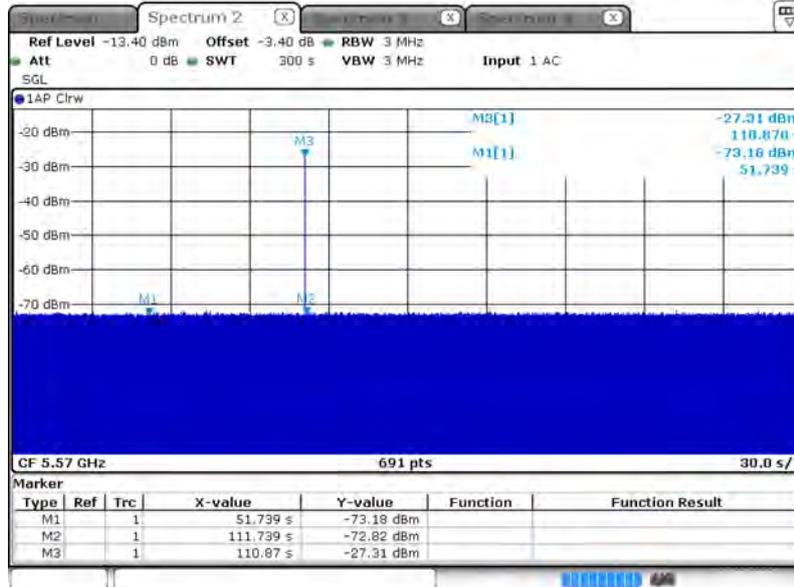 Spectrum 2
Ref Level -13.40 dBm Offset -3.40 dB RBW 3 MHz
Att 0 dB SWT 300 s VBW 3 MHz Input 1 AC
SGL
1AP Clrw
M3[1] -27.31 dBm
110.870 s
M1[1] -73.18 dBm
51.739 s
-20 dBm
M3
-30 dBm
-40 dBm
-50 dBm
-60 dBm
-70 dBm
M1 M2
CF 5.57 GHz 691 pts 30.0 s/
Marker
Type Ref Trc X-value Y-value Function Function Result
M1 1 51.739 s -73.18 dBm
M2 1 111.739 s -72.82 dBm
M3 1 110.87 s -27.31 dBm